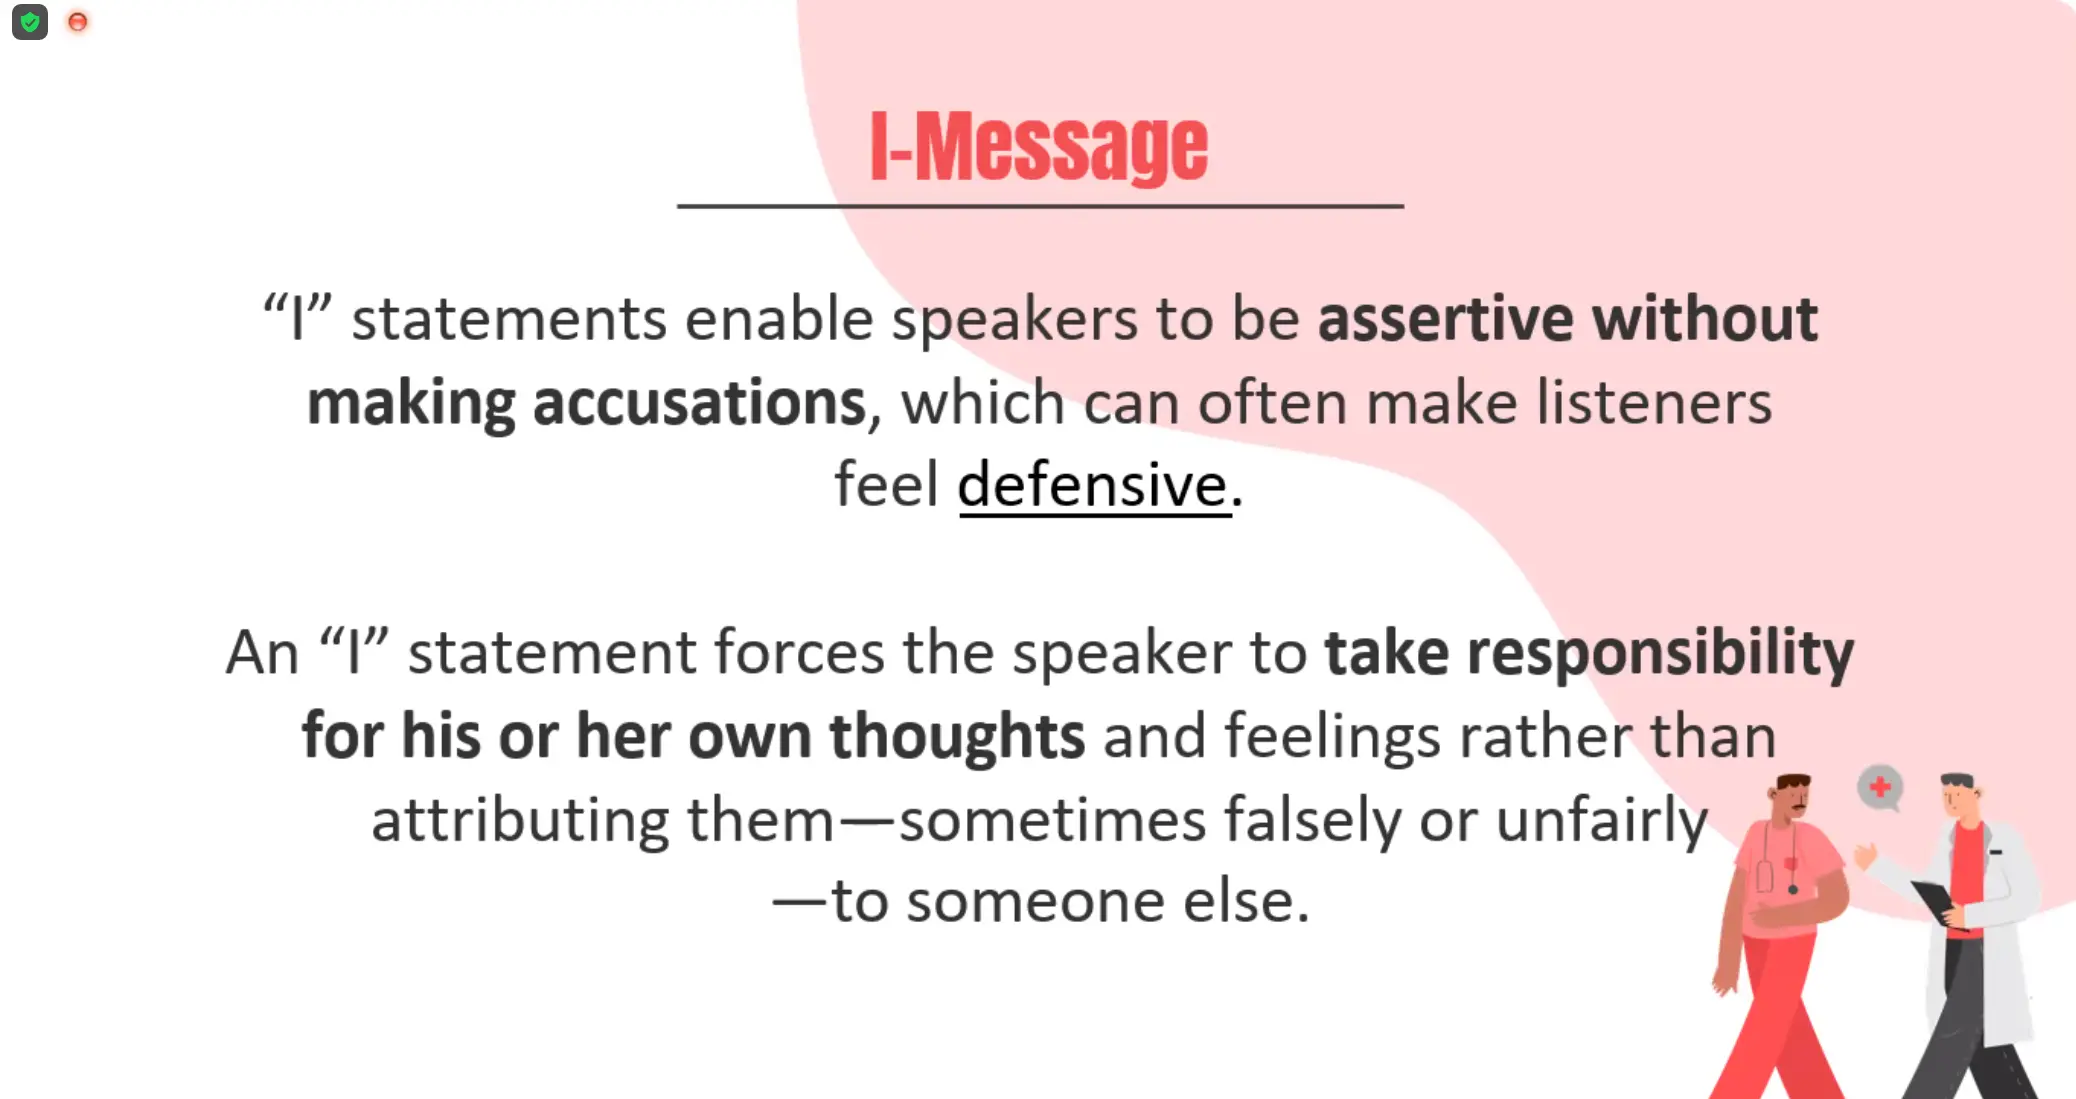 I-Message
“I” statements enable speakers to be assertive without
making accusations, which can often make listeners
feel defensive.
An “I” statement forces the speaker to take responsibility
for his or her own thoughts and feelings rather than
attributing them—sometimes falsely or unfairly
—to someone else.